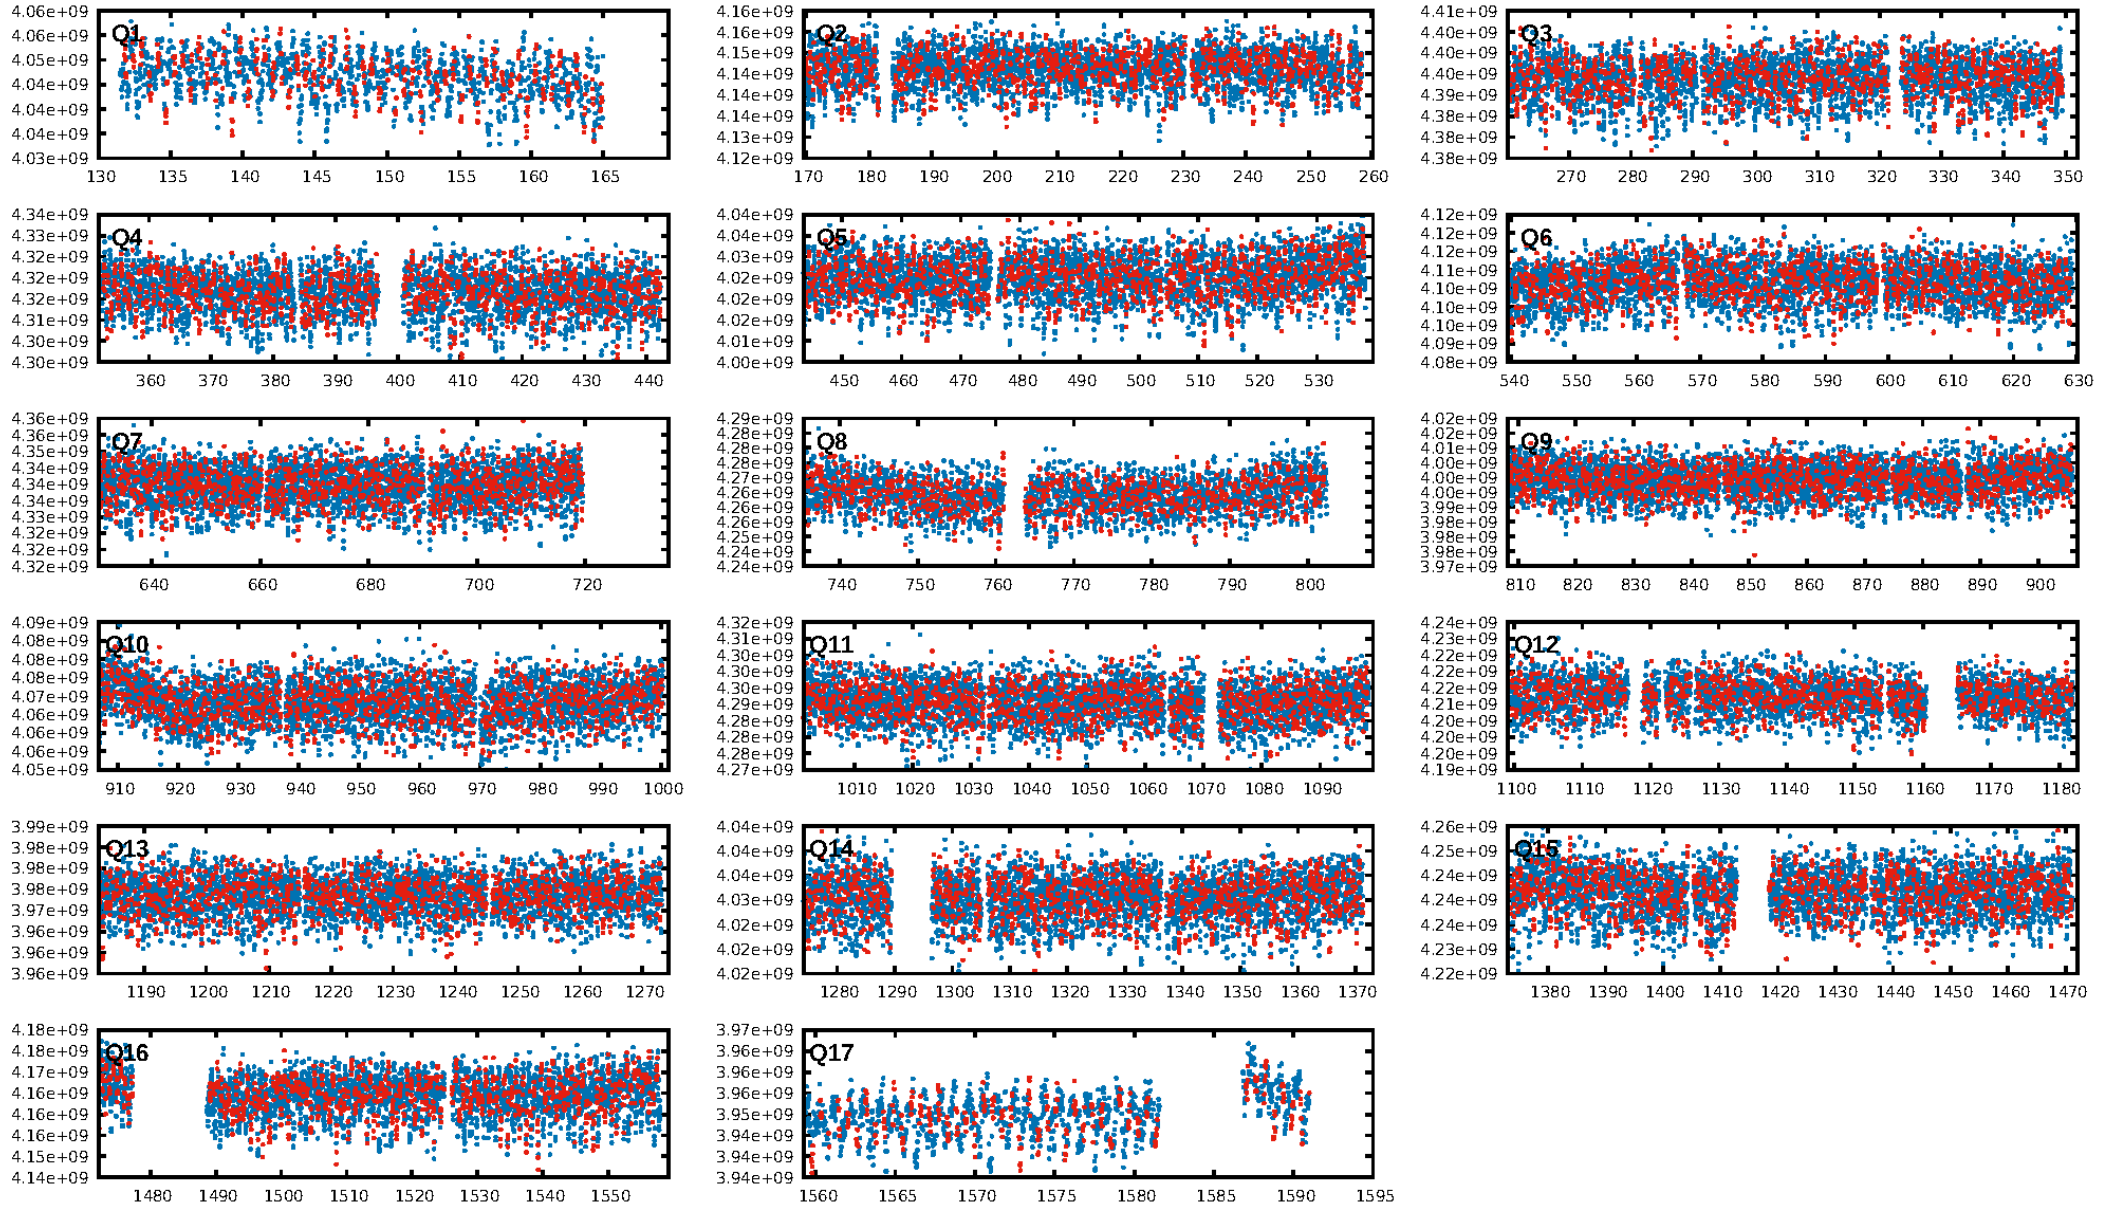 4.06e+09
4.06e+09
4.05e+09
4.04e+09
4.04e+09
4.04e+09
4.03e+09
Q1
130 135 140 145 150 155 160 165
4.16e+09
4.16e+09
4.15e+09
4.14e+09
4.14e+09
4.14e+09
4.13e+09
4.12e+09
Q2
170 180 190 200 210 220 230 240 250 260
4.41e+09
4.40e+09
4.40e+09
4.39e+09
4.38e+09
4.38e+09
4.38e+09
Q3
270 280 290 300 310 320 330 340 350
4.34e+09
4.33e+09
4.32e+09
4.32e+09
4.31e+09
4.30e+09
4.30e+09
Q4
360 370 380 390 400 410 420 430 440
4.04e+09
4.04e+09
4.03e+09
4.02e+09
4.02e+09
4.02e+09
4.01e+09
4.00e+09
Q5
450 460 470 480 490 500 510 520 530
4.12e+09
4.12e+09
4.11e+09
4.11e+09
4.10e+09
4.10e+09
4.10e+09
4.09e+09
4.08e+09
Q6
540 550 560 570 580 590 600 610 620 630
4.36e+09
4.36e+09
4.35e+09
4.34e+09
4.34e+09
4.34e+09
4.33e+09
4.32e+09
4.32e+09
4.32e+09
Q7
640 660 680 700 720
4.29e+09
4.28e+09
4.28e+09
4.28e+09
4.27e+09
4.26e+09
4.26e+09
4.26e+09
4.25e+09
4.24e+09
4.24e+09
Q8
740 750 760 770 780 790 800
4.02e+09
4.02e+09
4.01e+09
4.00e+09
4.00e+09
4.00e+09
3.99e+09
3.98e+09
3.98e+09
3.98e+09
3.97e+09
Q9
810 820 830 840 850 860 870 880 890 900
4.09e+09
4.08e+09
4.08e+09
4.08e+09
4.07e+09
4.06e+09
4.06e+09
4.06e+09
4.05e+09
Q10
910 920 930 940 950 960 970 980 990 1000
4.32e+09
4.31e+09
4.30e+09
4.30e+09
4.30e+09
4.29e+09
4.28e+09
4.28e+09
4.28e+09
4.27e+09
Q11
1010 1020 1030 1040 1050 1060 1070 1080 1090
4.24e+09
4.23e+09
4.22e+09
4.22e+09
4.22e+09
4.21e+09
4.20e+09
4.20e+09
4.20e+09
4.19e+09
Q12
1100 1110 1120 1130 1140 1150 1160 1170 1180
3.99e+09
3.98e+09
3.98e+09
3.98e+09
3.97e+09
3.96e+09
3.96e+09
3.96e+09
Q13
1190 1200 1210 1220 1230 1240 1250 1260 1270
4.04e+09
4.04e+09
4.04e+09
4.03e+09
4.02e+09
4.02e+09
4.02e+09
Q14
1280 1290 1300 1310 1320 1330 1340 1350 1360 1370
4.26e+09
4.25e+09
4.24e+09
4.24e+09
4.24e+09
4.23e+09
4.22e+09
Q15
1380 1390 1400 1410 1420 1430 1440 1450 1460 1470
4.18e+09
4.18e+09
4.17e+09
4.16e+09
4.16e+09
4.16e+09
4.15e+09
4.14e+09
Q16
1480 1490 1500 1510 1520 1530 1540 1550
3.97e+09
3.96e+09
3.96e+09
3.96e+09
3.95e+09
3.94e+09
3.94e+09
3.94e+09
Q17
1560 1565 1570 1575 1580 1585 1590 1595